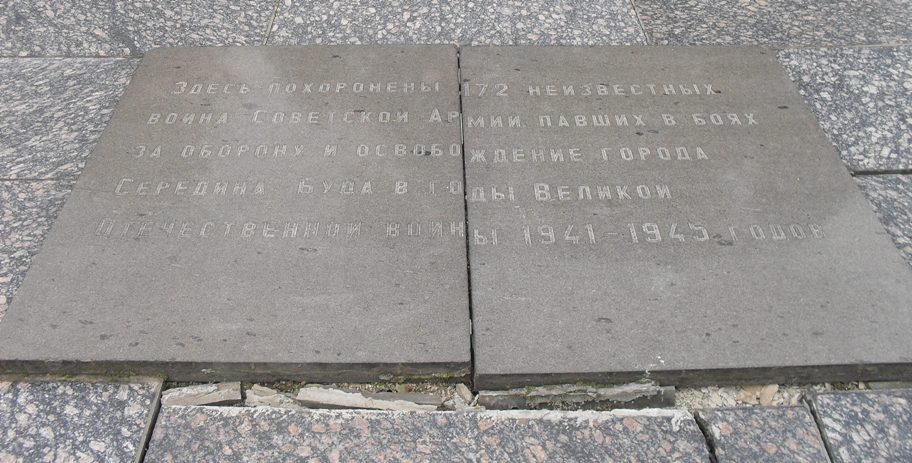 Здесь похоронены 172 неизвестных
воина Советской Армии, павших в боях
за оборону и освобождение города
Середина Буда в годы Великой
Отечественной войны 1941-1945 годов